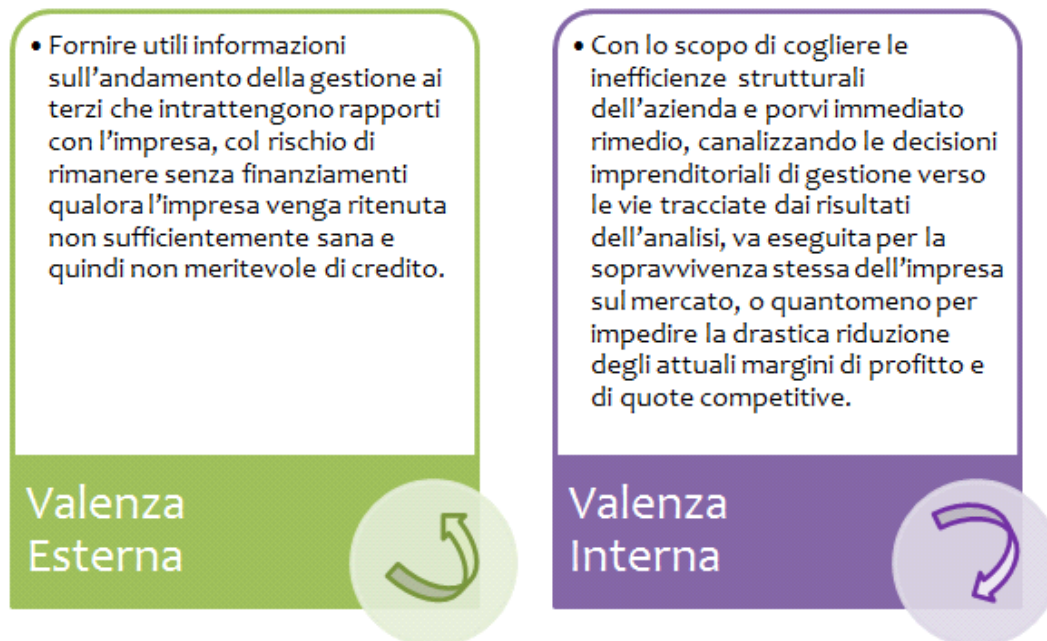 • Fornire utili informazioni
sull’andamento della gestione ai
terzi che intrattengono rapporti
con l’impresa, col rischio di
rimanere senza finanziamenti
qualora l’impresa venga ritenuta
non sufficientemente sana e
quindi non meritevole di credito.
Valenza
Esterna
• Con lo scopo di cogliere le
inefficienze strutturali
dell’azienda e porvi immediato
rimedio, canalizzando le decisioni
imprenditoriali di gestione verso
le vie tracciate dai risultati
dell’analisi, va eseguita per la
sopravvivenza stessa dell’impresa
sul mercato, o quantomeno per
impedire la drastica riduzione
degli attuali margini di profitto e
di quote competitive.
Valenza
Interna